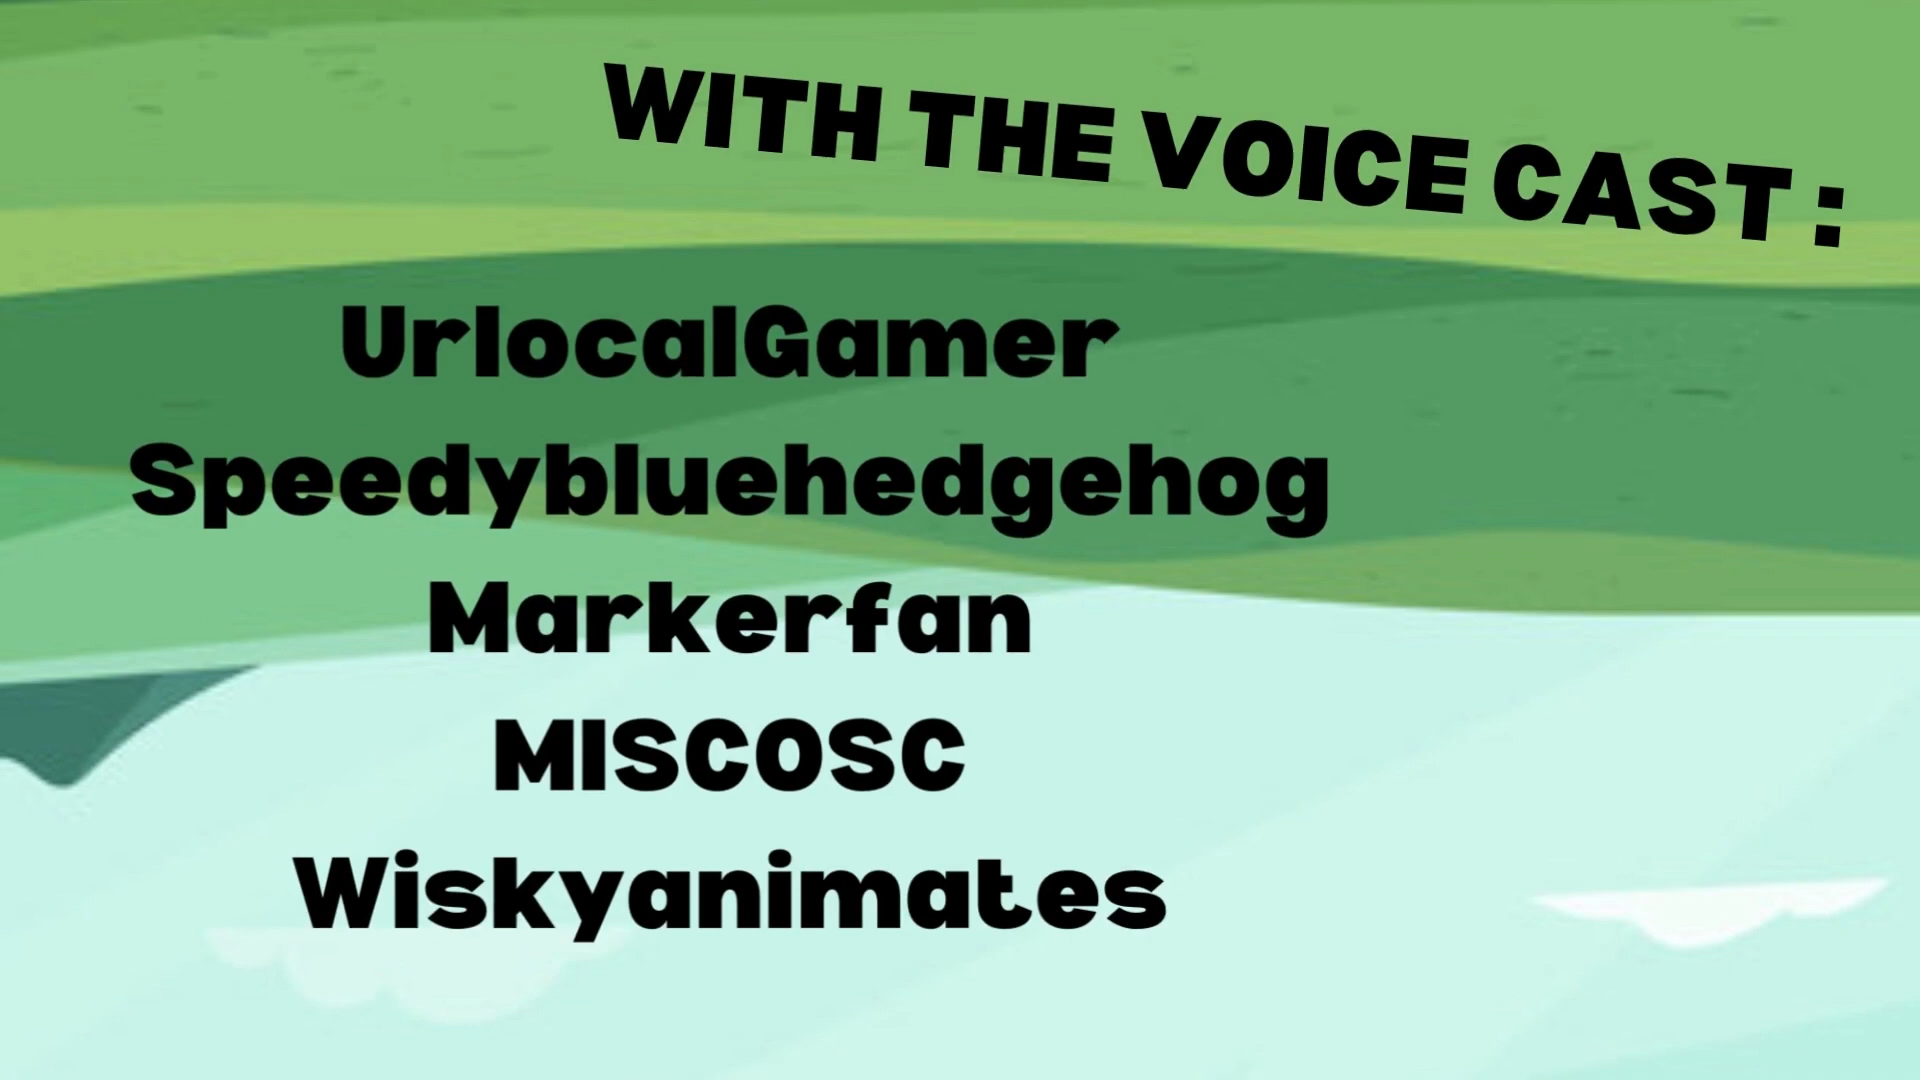 WITH THE VOICE CAST :
UrlocalGamer
Speedybluehedgehog
Markerfan
MISCOSC
Wiskyanimates